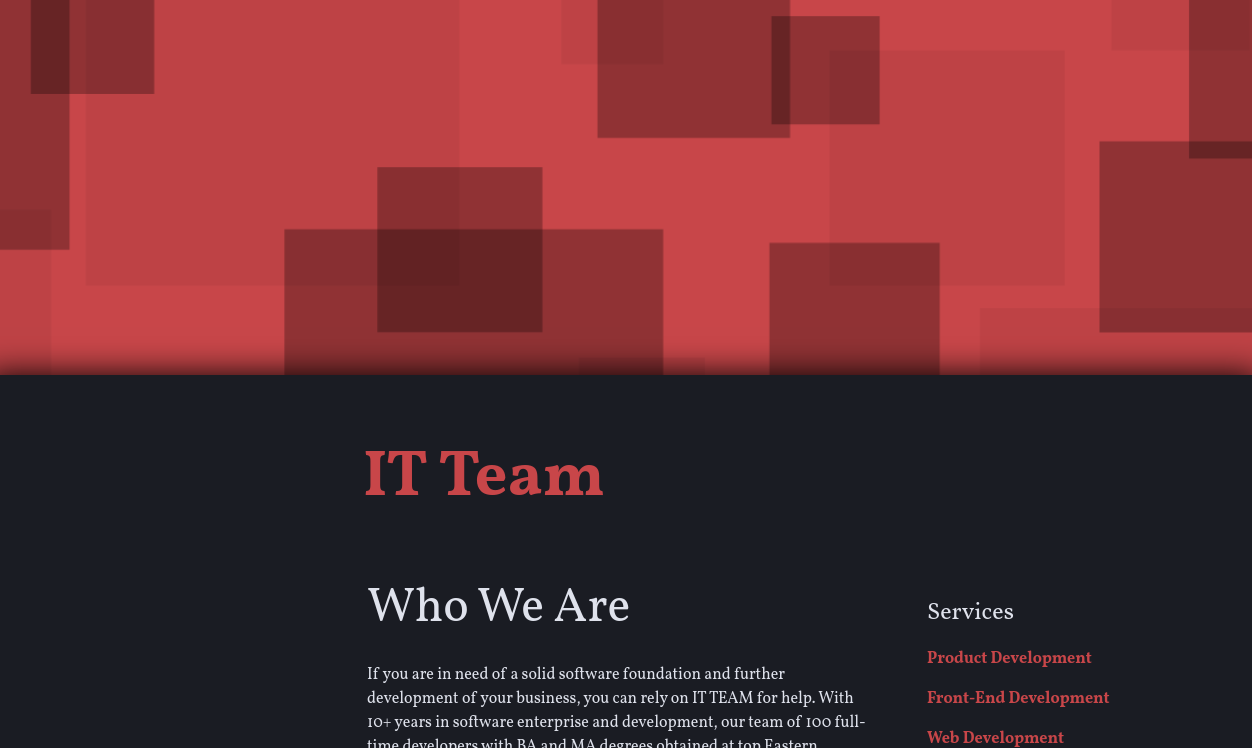 IT Team
Who We Are
If you are in need of a solid software foundation and further
development of your business, you can rely on IT TEAM for help. With
10+ years in software enterprise and development, our team of 100 full-
time developers with BA and MA degrees obtained at top Eastern
Services
Product Development
Front-End Development
Web Development